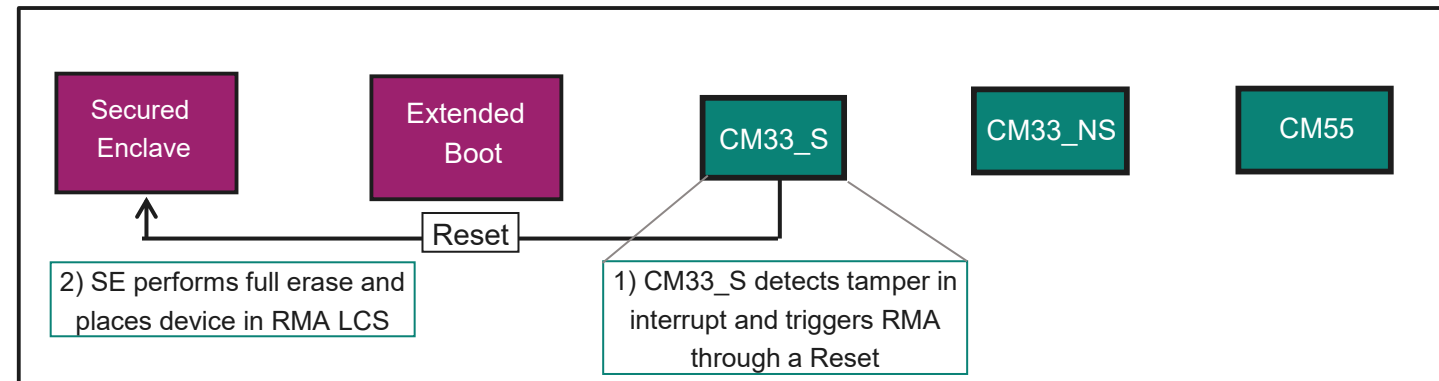 Secured
Enclave
Extended
Boot
CM33_S
CM33_NS
CM55
Reset
2) SE performs full erase and
places device in RMA LCS
1) CM33_S detects tamper in
interrupt and triggers RMA
through a Reset